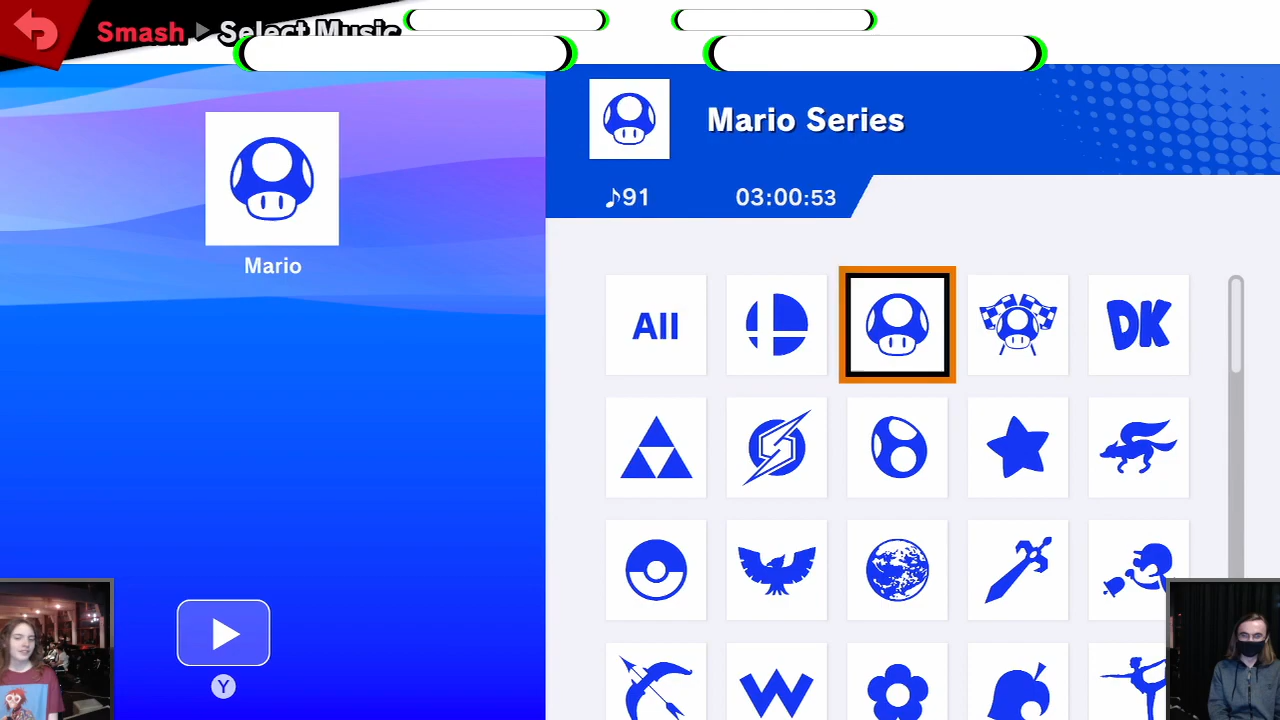 Smash ▶ Select Music
Mario Series
♪91 03:00:53
Mario
All
DK
Y